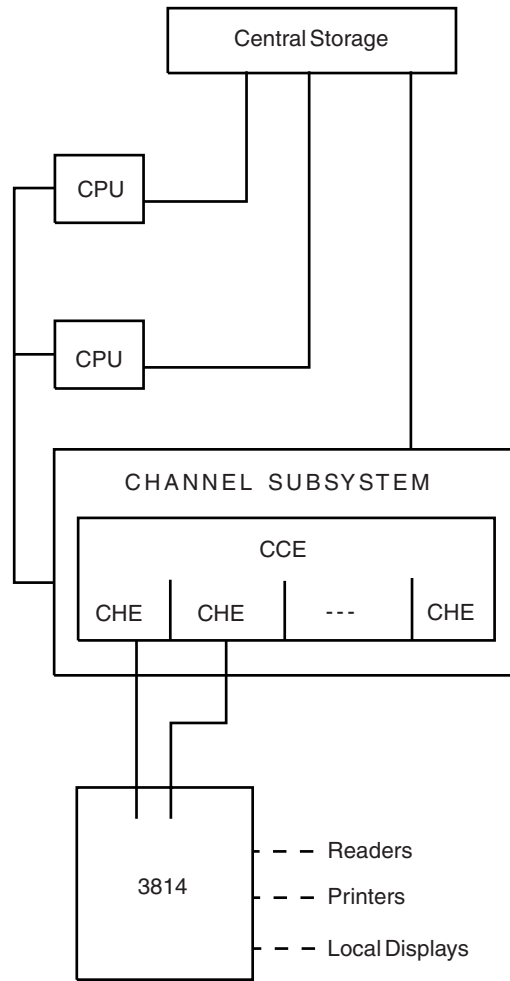 Central Storage
CPU
CPU
CHANNEL SUBSYSTEM
CCE
CHE CHE --- CHE
3814
Readers
Printers
Local Displays